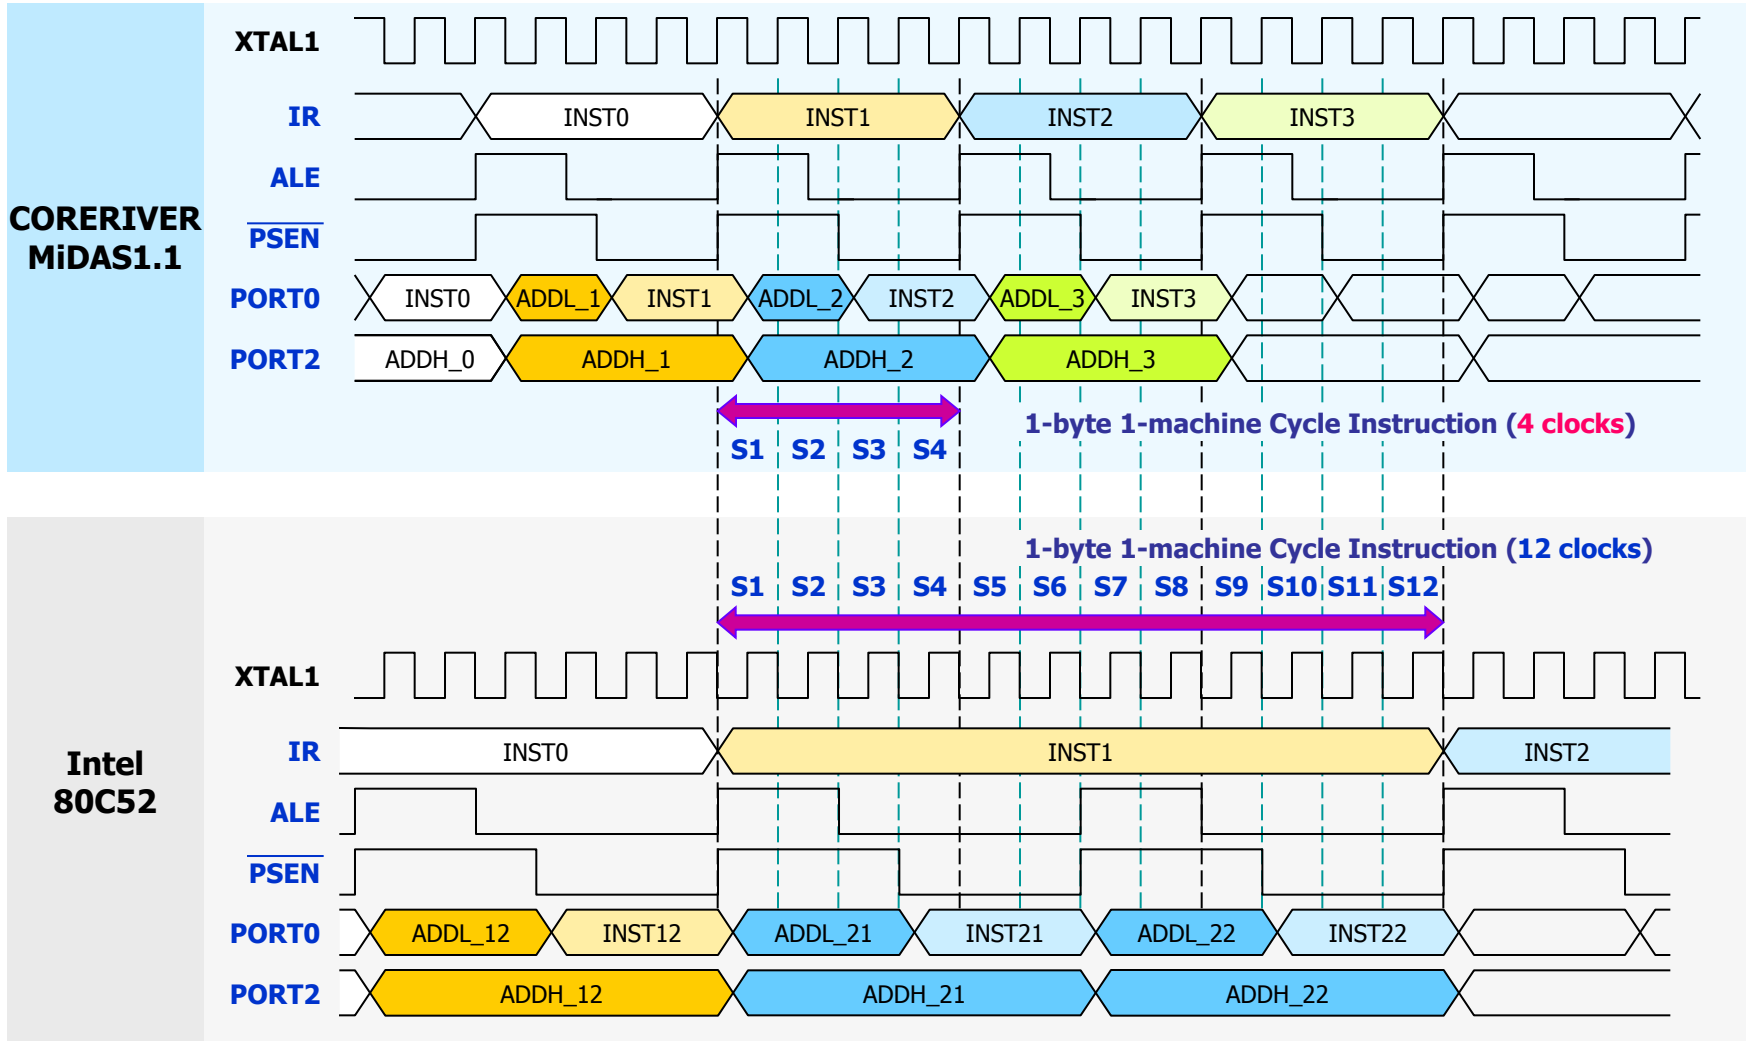 CORERIVER
MiDAS1.1
XTAL1
IR INST0 INST1 INST2 INST3
ALE
PSEN
PORT0 INST0 ADDL_1 INST1 ADDL_2 INST2 ADDL_3 INST3
PORT2 ADDH_0 ADDH_1 ADDH_2 ADDH_3
1-byte 1-machine Cycle Instruction (4 clocks)
S1 S2 S3 S4
Intel
80C52
1-byte 1-machine Cycle Instruction (12 clocks)
S1 S2 S3 S4 S5 S6 S7 S8 S9 S10 S11 S12
XTAL1
IR INST0 INST1 INST2
ALE
PSEN
PORT0 ADDL_12 INST12 ADDL_21 INST21 ADDL_22 INST22
PORT2 ADDH_12 ADDH_21 ADDH_22